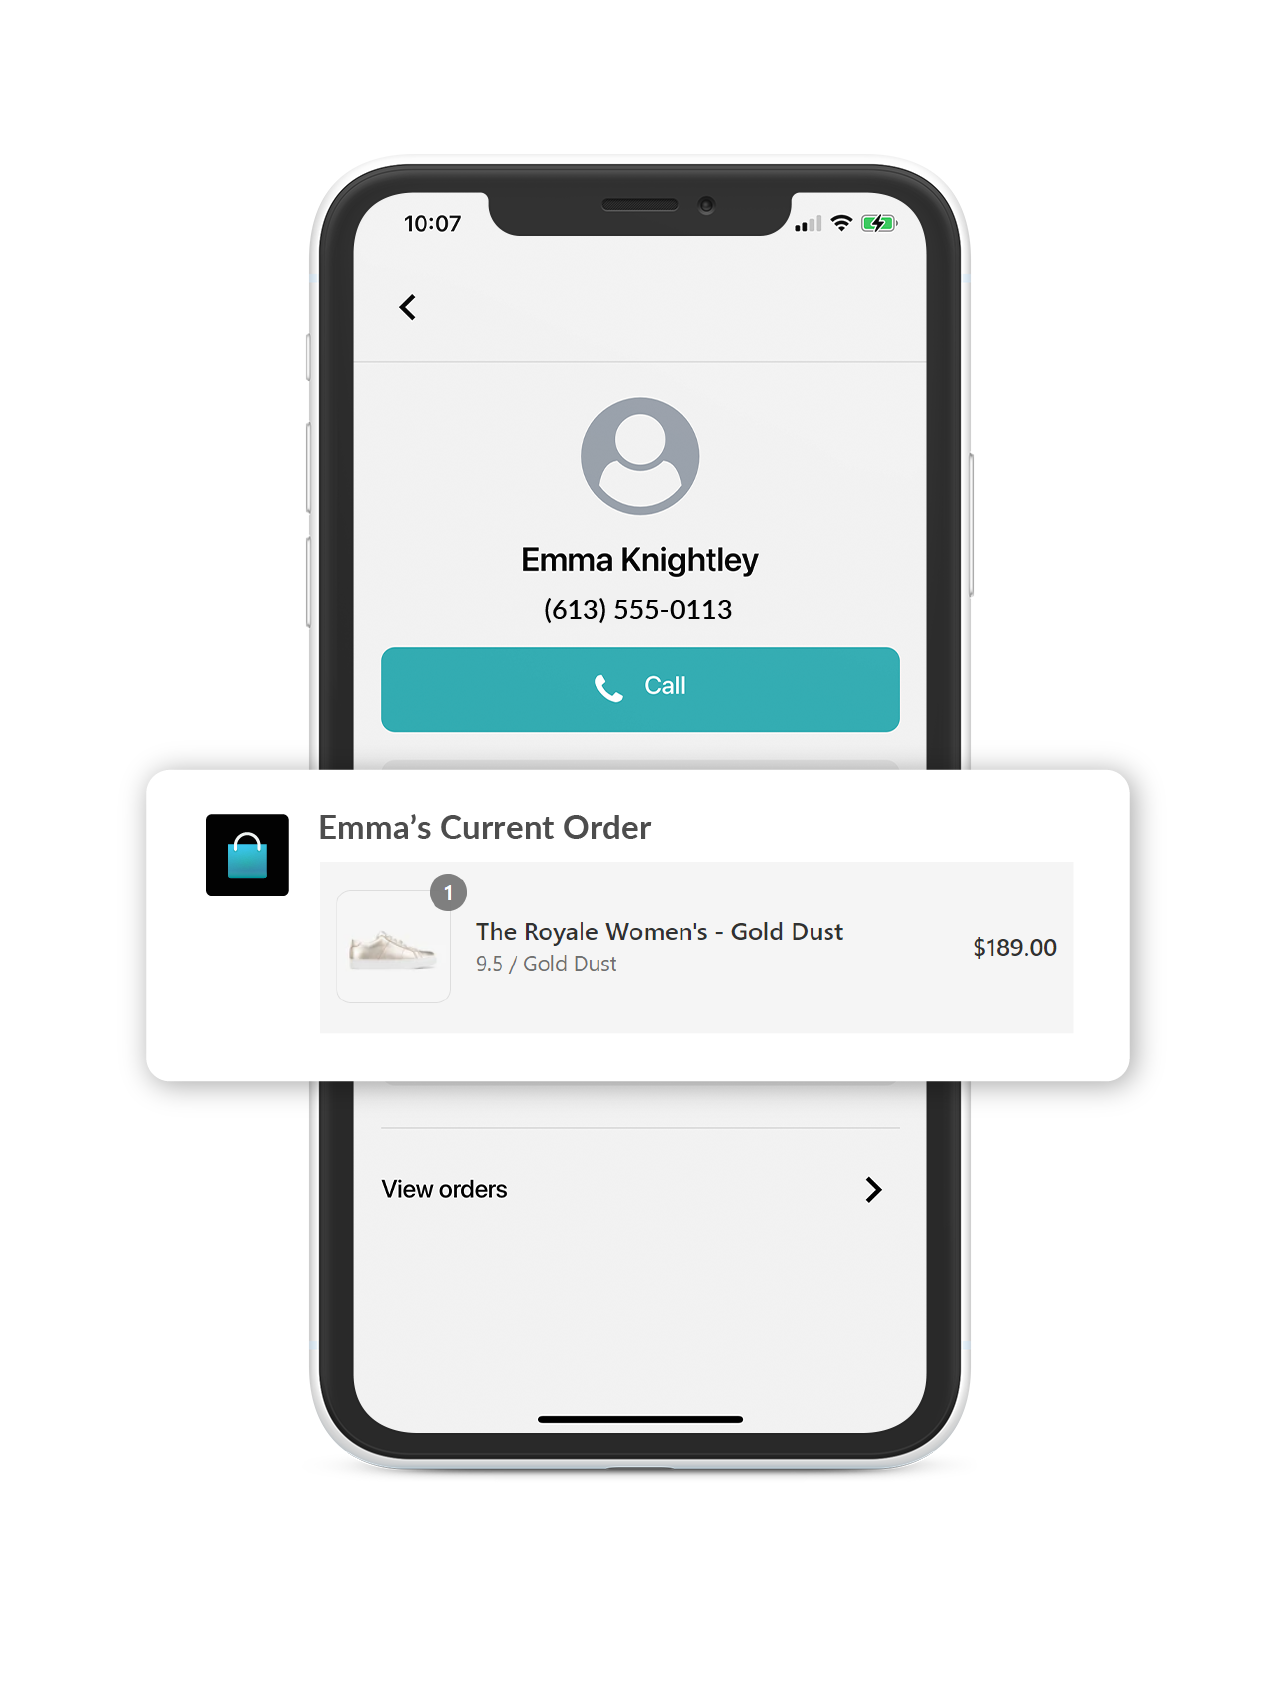 10:07
Emma Knightley
(613) 555-0113
Call
Emma’s Current Order
1
The Royale Women's - Gold Dust
9.5 / Gold Dust
$189.00
View orders